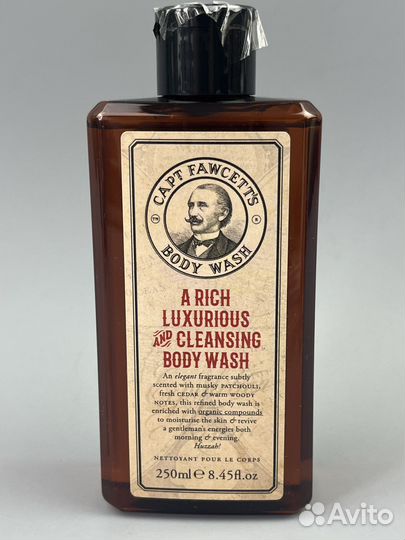 CAPT FAWCETT'S
TM
®
BODY WASH
A RICH
LUXURIOUS
AND CLEANSING
BODY WASH
An elegant fragrance subtly
scented with musky PATCHOULI,
fresh CEDAR & warm WOODY
NOTES, this refined body wash is
enriched with organic compounds
to moisturise the skin & revive
a gentleman's energies both
morning & evening.
Huzzah!
NETTOYANT POUR LE CORPS
250ml ℮ 8.45fl.oz
Avito